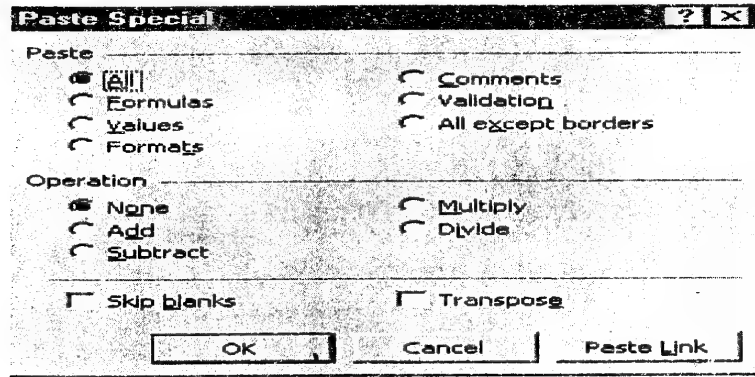 Paste Special ? X
Paste
All
Formulas
Values
Formats
Comments
Validation
All except borders
Operation
None
Add
Subtract
Multiply
Divide
Skip blanks
Transpose
OK
Cancel
Paste Link